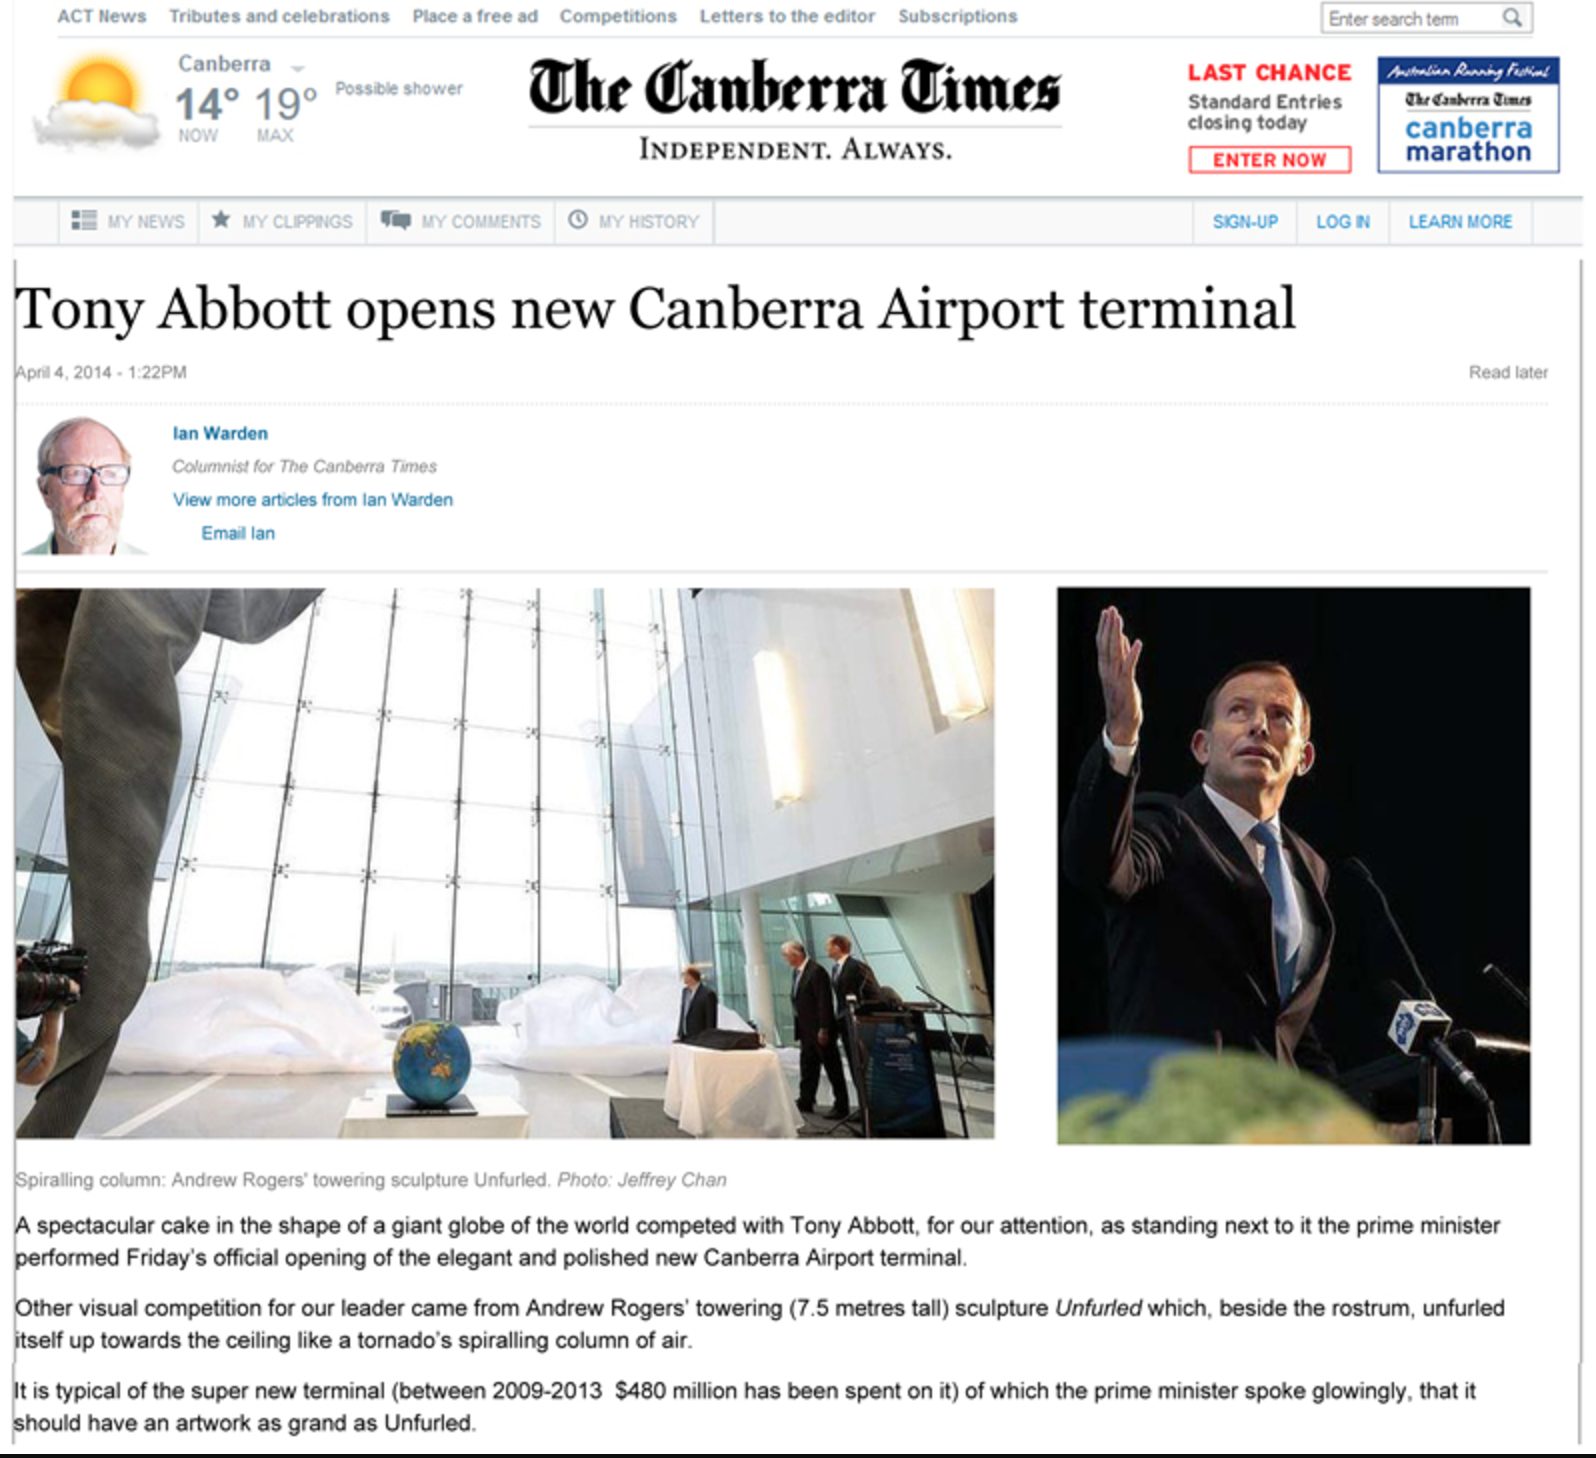 ACT News Tributes and celebrations Place a free ad Competitions Letters to the editor Subscriptions
Enter search term
Canberra
14° 19°
NOW MAX
Possible shower
The Canberra Times
INDEPENDENT. ALWAYS.
LAST CHANCE
Standard Entries
closing today
ENTER NOW
Australian Running Festival
The Canberra Times
canberra
marathon
MY NEWS MY CLIPPINGS MY COMMENTS MY HISTORY SIGN-UP LOG IN LEARN MORE
Tony Abbott opens new Canberra Airport terminal
April 4, 2014 - 1:22PM Read later
Ian Warden
Columnist for The Canberra Times
View more articles from Ian Warden
Email Ian
Spiralling column: Andrew Rogers' towering sculpture Unfurled. Photo: Jeffrey Chan
A spectacular cake in the shape of a giant globe of the world competed with Tony Abbott, for our attention, as standing next to it the prime minister
performed Friday's official opening of the elegant and polished new Canberra Airport terminal.
Other visual competition for our leader came from Andrew Rogers' towering (7.5 metres tall) sculpture Unfurled which, beside the rostrum, unfurled
itself up towards the ceiling like a tornado's spiralling column of air.
It is typical of the super new terminal (between 2009-2013 $480 million has been spent on it) of which the prime minister spoke glowingly, that it
should have an artwork as grand as Unfurled.